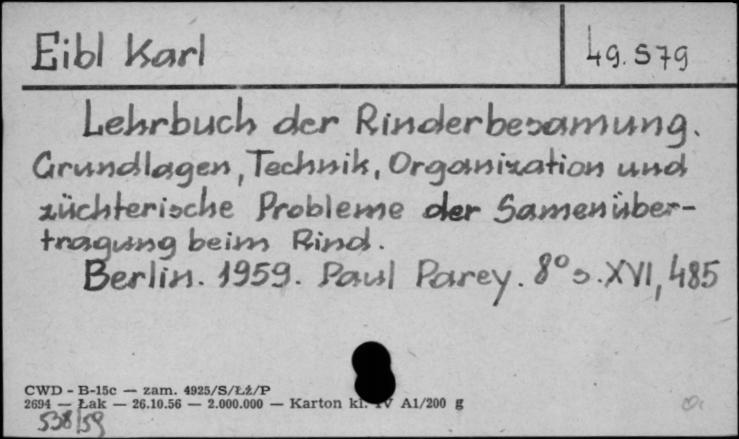 Eibl Karl
49.579
Lehrbuch der Rinderbesamung.
Grundlagen, Technik, Organization und
züchterische Probleme der Samenüber-
tragung beim Rind.
Berlin. 1959. Paul Parey. 8° s. XVI, 485
CWD - B-15c — zam. 4925/S/Łż/P
2694 — Łak — 26.10.56 — 2.000.000 — Karton kl. IV A1/200 g
538/59